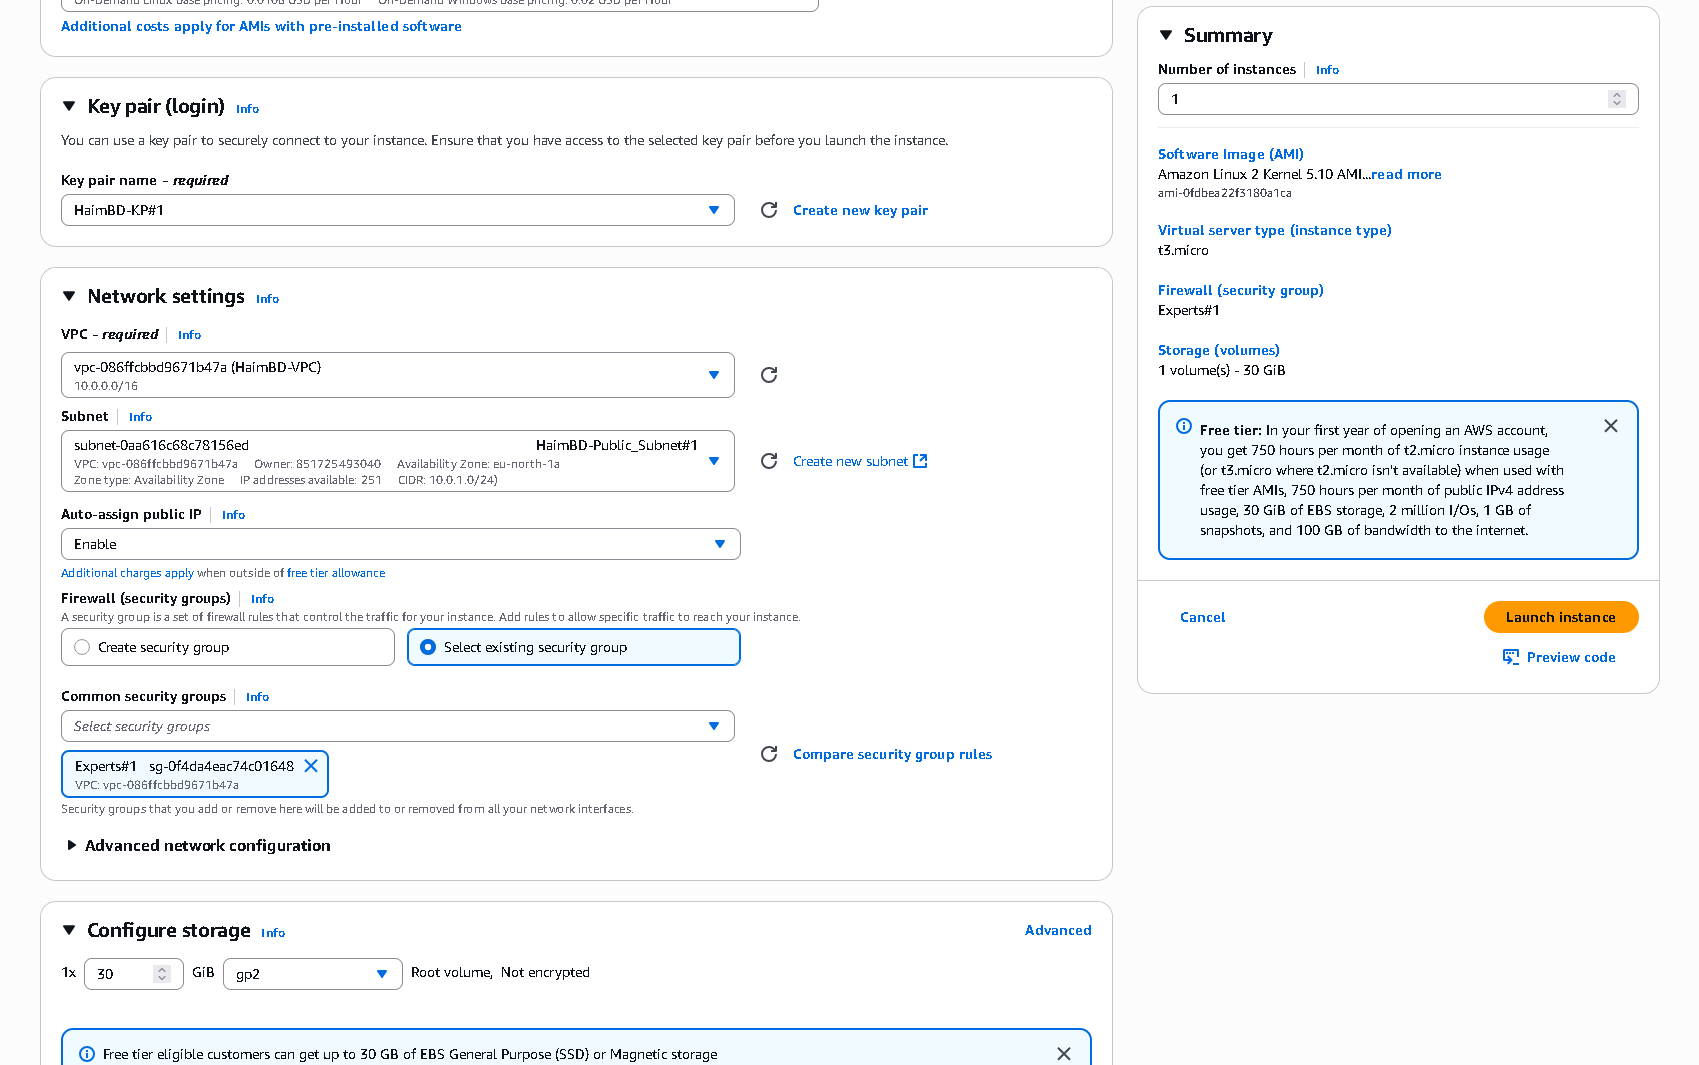 On-Demand Linux base pricing: 0.0108 USD per Hour On-Demand Windows base pricing: 0.02 USD per Hour
Additional costs apply for AMIs with pre-installed software
Key pair (login) Info
You can use a key pair to securely connect to your instance. Ensure that you have access to the selected key pair before you launch the instance.
Key pair name - required
HaimBD-KP#1
Create new key pair
Network settings Info
VPC - required Info
vpc-086ffcbbd9671b47a (HaimBD-VPC)
10.0.0.0/16
Subnet Info
subnet-0aa616c68c78156ed HaimBD-Public_Subnet#1
VPC: vpc-086ffcbbd9671b47a Owner: 851725493040 Availability Zone: eu-north-1a
Zone type: Availability Zone IP addresses available: 251 CIDR: 10.0.1.0/24)
Create new subnet
Auto-assign public IP Info
Enable
Additional charges apply when outside of free tier allowance
Firewall (security groups) Info
A security group is a set of firewall rules that control the traffic for your instance. Add rules to allow specific traffic to reach your instance.
Create security group Select existing security group
Common security groups Info
Select security groups
Experts#1 sg-0f4da4eac74c01648
VPC: vpc-086ffcbbd9671b47a
Compare security group rules
Security groups that you add or remove here will be added to or removed from all your network interfaces.
Advanced network configuration
Configure storage Info Advanced
1x 30 GiB gp2 Root volume, Not encrypted
Free tier eligible customers can get up to 30 GB of EBS General Purpose (SSD) or Magnetic storage
Summary
Number of instances Info
1
Software Image (AMI)
Amazon Linux 2 Kernel 5.10 AMI...read more
ami-0fdbea22f3180a1ca
Virtual server type (instance type)
t3.micro
Firewall (security group)
Experts#1
Storage (volumes)
1 volume(s) - 30 GiB
Free tier: In your first year of opening an AWS account,
you get 750 hours per month of t2.micro instance usage
(or t3.micro where t2.micro isn't available) when used with
free tier AMIs, 750 hours per month of public IPv4 address
usage, 30 GiB of EBS storage, 2 million I/Os, 1 GB of
snapshots, and 100 GB of bandwidth to the internet.
Cancel Launch instance
Preview code